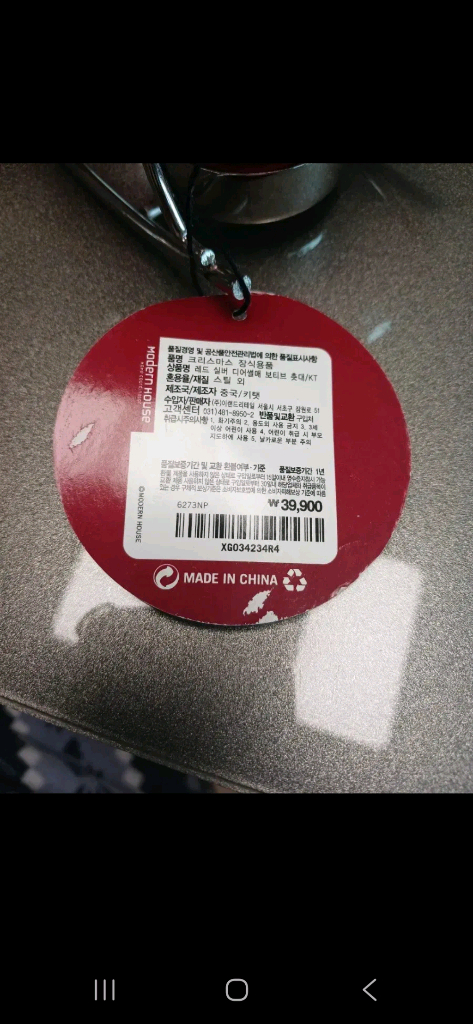 품질경영 및 공산품안전관리법에 의한 품질표시사항
품명 크리스마스 장식용품
상품명 레드 실버 디어썰매 보티브 촛대/KT
혼용율/재질 스틸 외
제조국/제조자 중국/키탯
수입자/판매자 (주)이랜드리테일 서울시 서초구 잠원로 51
고객센터 031)481-8950~2 반품및교환 구입처
취급시주의사항 1. 화기주의 2. 용도외 사용 금지 3. 3세
이상 어린이 사용 4. 어린이 취급 시 부모
지도하에 사용 5. 날카로운 부분 주의
품질보증기간 및 교환 환불여부·기준 품질보증기간 1년
₩39,900
6273NP
XG034234R4
MADE IN CHINA
MODERN HOUSE
©MODERN HOUSE